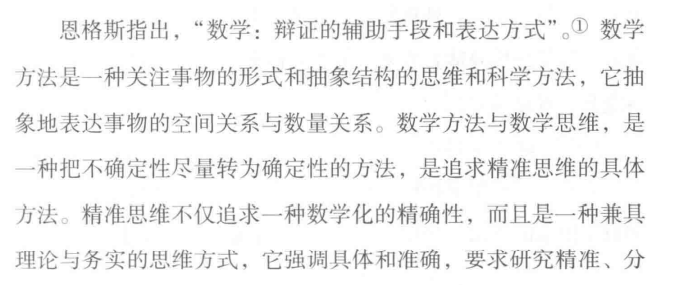 恩格斯指出，“数学：辩证的辅助手段和表达方式”。① 数学
方法是一种关注事物的形式和抽象结构的思维和科学方法，它抽
象地表达事物的空间关系与数量关系。数学方法与数学思维，是
一种把不确定性尽量转为确定性的方法，是追求精准思维的具体
方法。精准思维不仅追求一种数学化的精确性，而且是一种兼具
理论与务实的思维方式，它强调具体和准确，要求研究精准、分